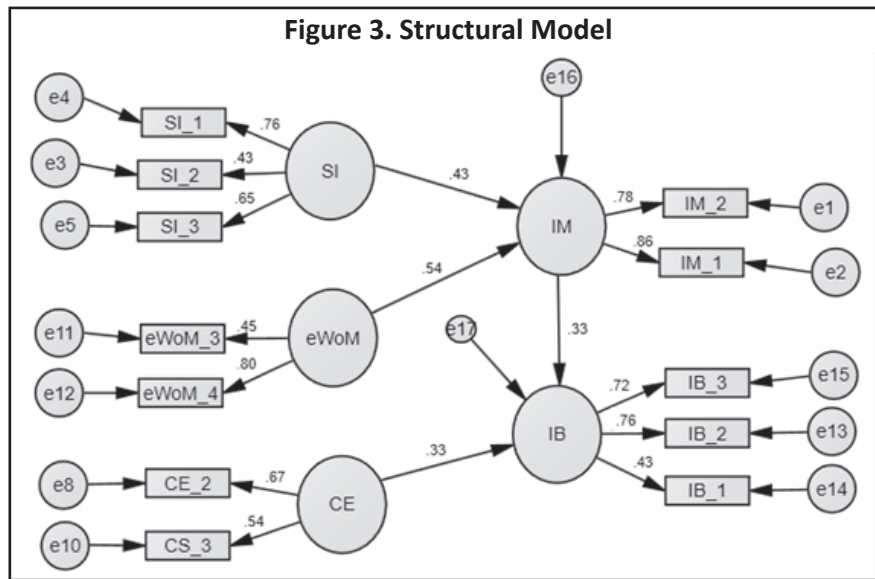 Figure 3. Structural Model
e16
e4
SI_1
.76
e3
SI_2
.43
SI
.43
e5
SI_3
.65
IM
.78
IM_2
e1
.86
IM_1
e2
.54
e11
eWoM_3
.45
eWoM
e17
.33
e12
eWoM_4
.80
.72
IB_3
e15
IB
.76
IB_2
e13
.33
e8
CE_2
.67
CE
.43
IB_1
e14
e10
CS_3
.54